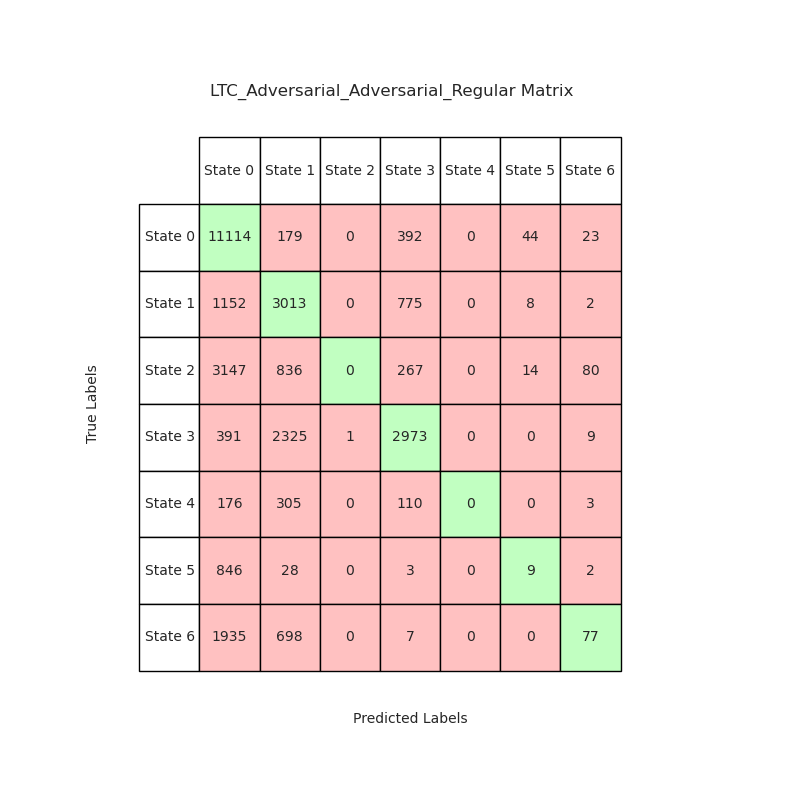 LTC_Adversarial_Adversarial_Regular Matrix
State 0 State 1 State 2 State 3 State 4 State 5 State 6
State 0 11114 179 0 392 0 44 23
State 1 1152 3013 0 775 0 8 2
State 2 3147 836 0 267 0 14 80
State 3 391 2325 1 2973 0 0 9
State 4 176 305 0 110 0 0 3
State 5 846 28 0 3 0 9 2
State 6 1935 698 0 7 0 0 77
True Labels
Predicted Labels